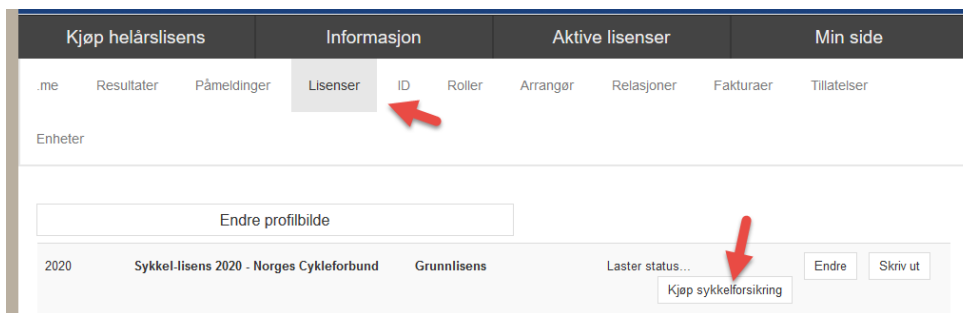 Kjøp helårslisens Informasjon Aktive lisenser Min side
.me Resultater Påmeldinger Lisenser ID Roller Arrangør Relasjoner Fakturaer Tillatelser
Enheter
Endre profilbilde
2020 Sykkel-lisens 2020 - Norges Cykleforbund Grunnlisens Laster status... Endre Skriv ut
Kjøp sykkelforsikring